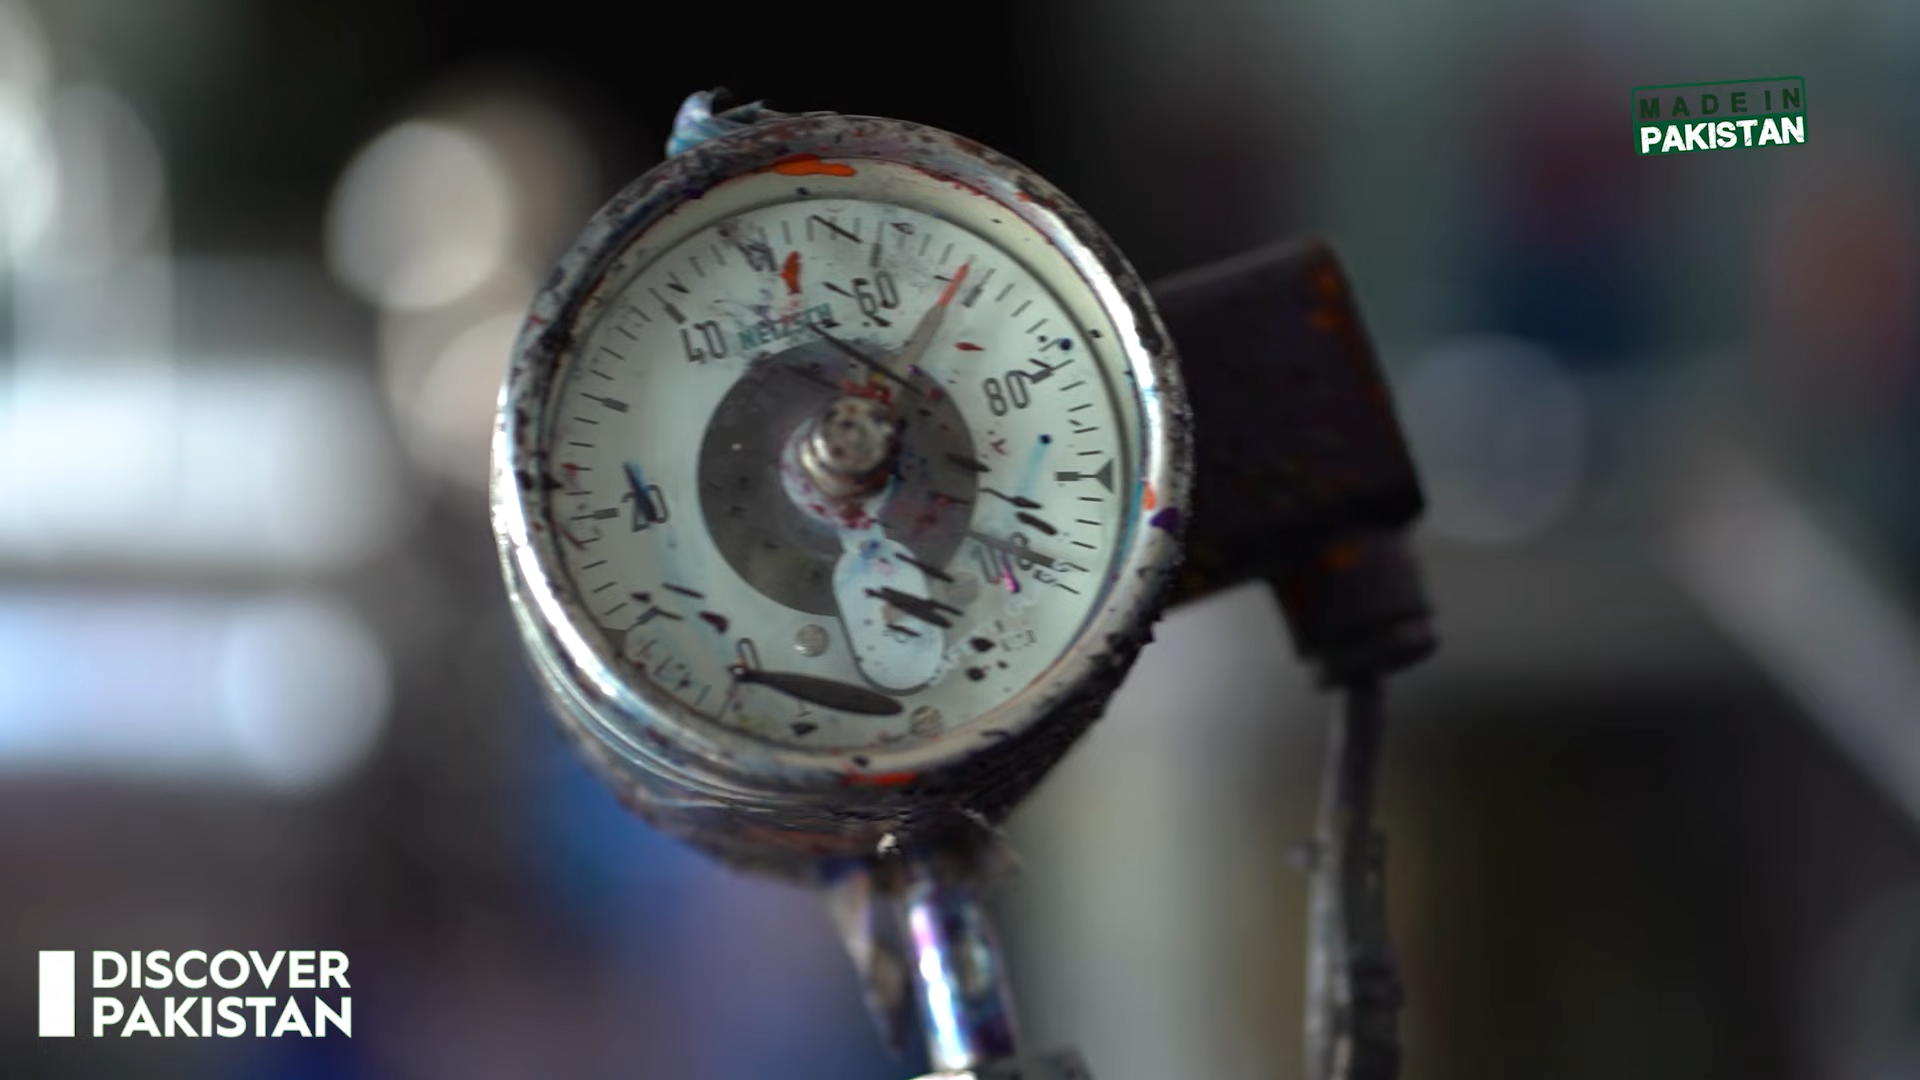 MADE IN
PAKISTAN
40
NETZSCH
60
80
20
0
DISCOVER
PAKISTAN